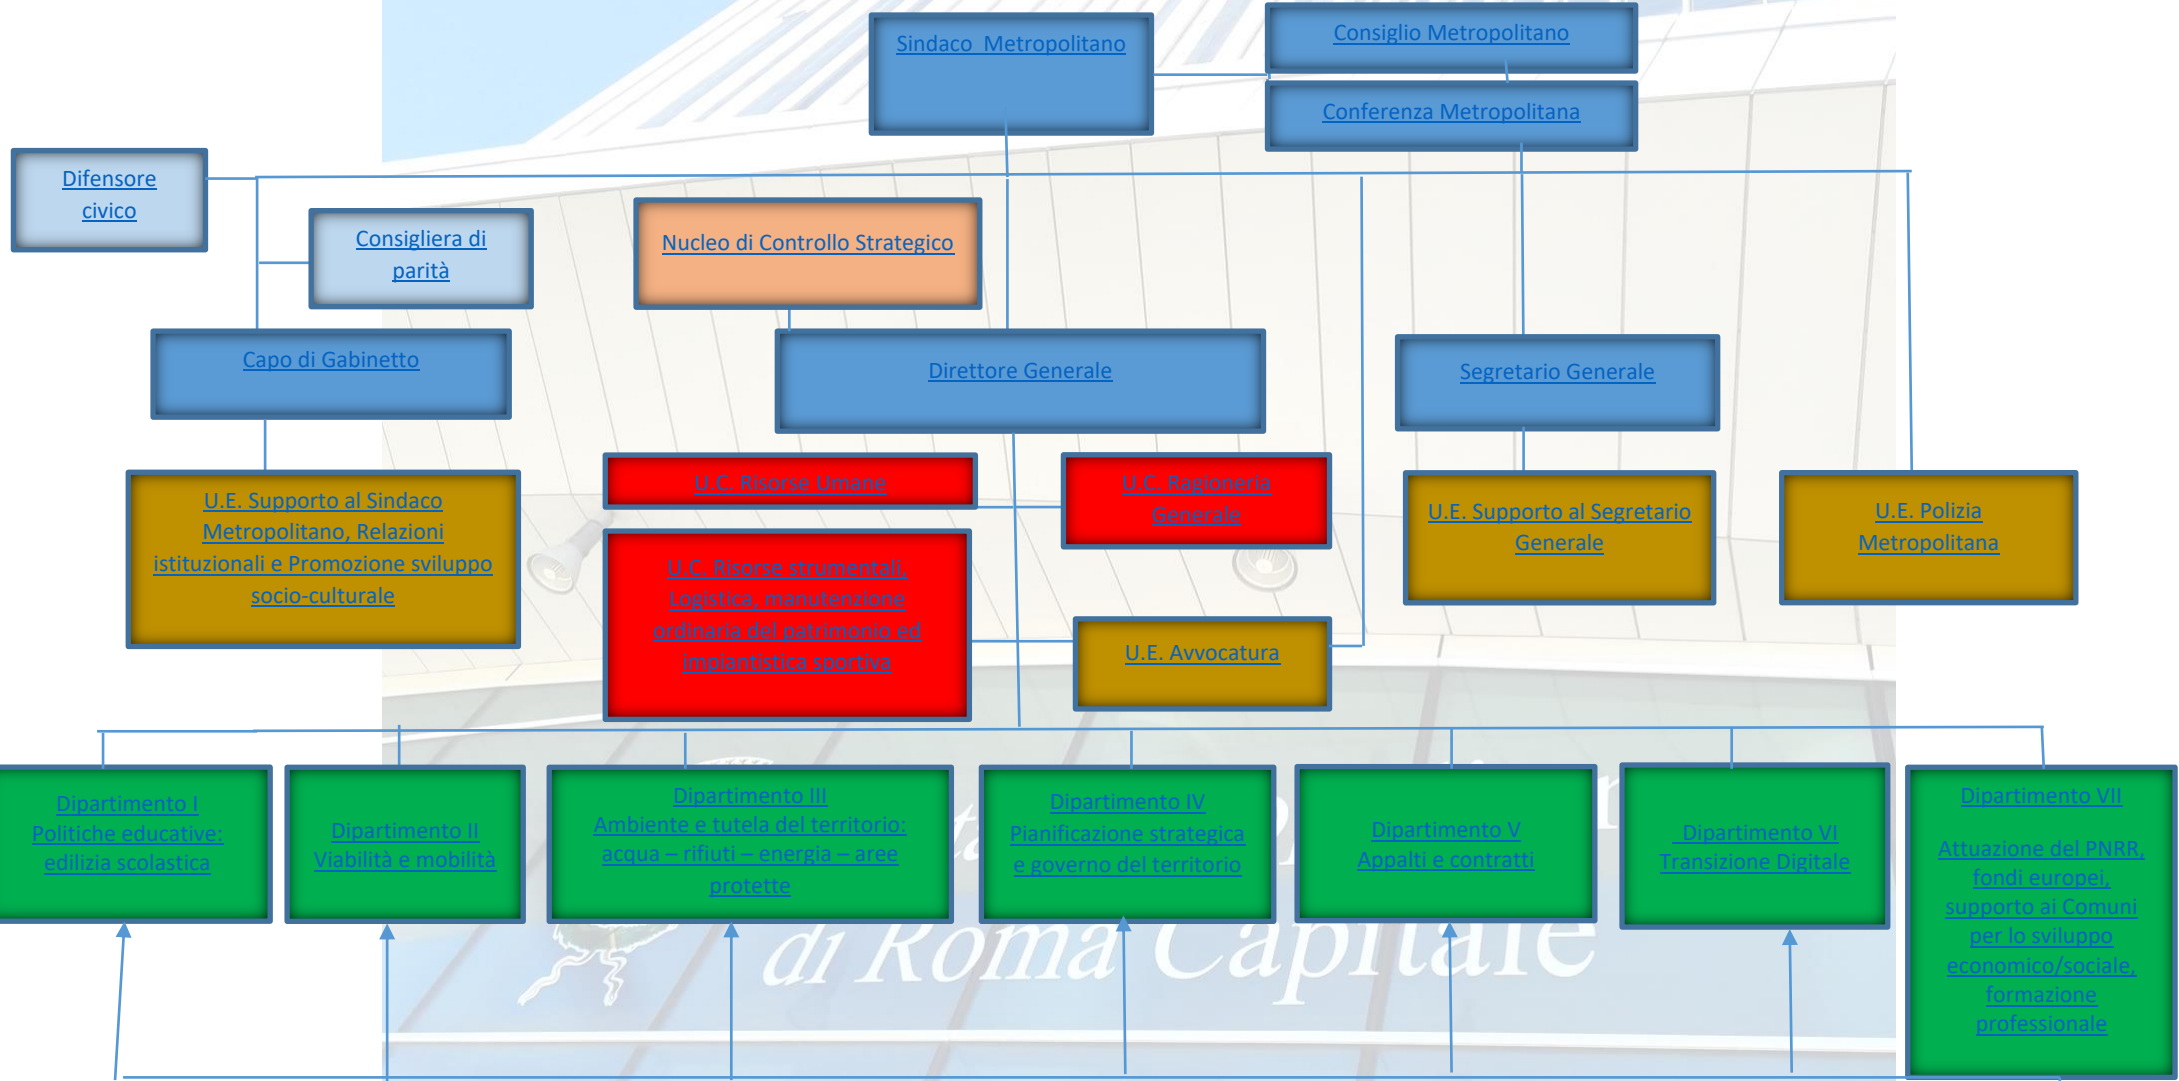 Sindaco Metropolitano
Consiglio Metropolitano
Conferenza Metropolitana
Difensore
civico
Consigliera di
parità
Nucleo di Controllo Strategico
Capo di Gabinetto
Direttore Generale
Segretario Generale
U.E. Supporto al Sindaco
Metropolitano, Relazioni
istituzionali e Promozione sviluppo
socio-culturale
U.C. Risorse Umane
U.C. Ragioneria
Generale
U.C. Risorse strumentali,
Logistica, manutenzione
ordinaria del patrimonio ed
impiantistica sportiva
U.E. Avvocatura
U.E. Supporto al Segretario
Generale
U.E. Polizia
Metropolitana
Dipartimento I
Politiche educative:
edilizia scolastica
Dipartimento II
Viabilità e mobilità
Dipartimento III
Ambiente e tutela del territorio:
acqua – rifiuti – energia – aree
protette
Dipartimento IV
Pianificazione strategica
e governo del territorio
Dipartimento V
Appalti e contratti
Dipartimento VI
Transizione Digitale
Dipartimento VII
Attuazione del PNRR,
fondi europei,
supporto ai Comuni
per lo sviluppo
economico/sociale,
formazione
professionale
di Roma Capitale